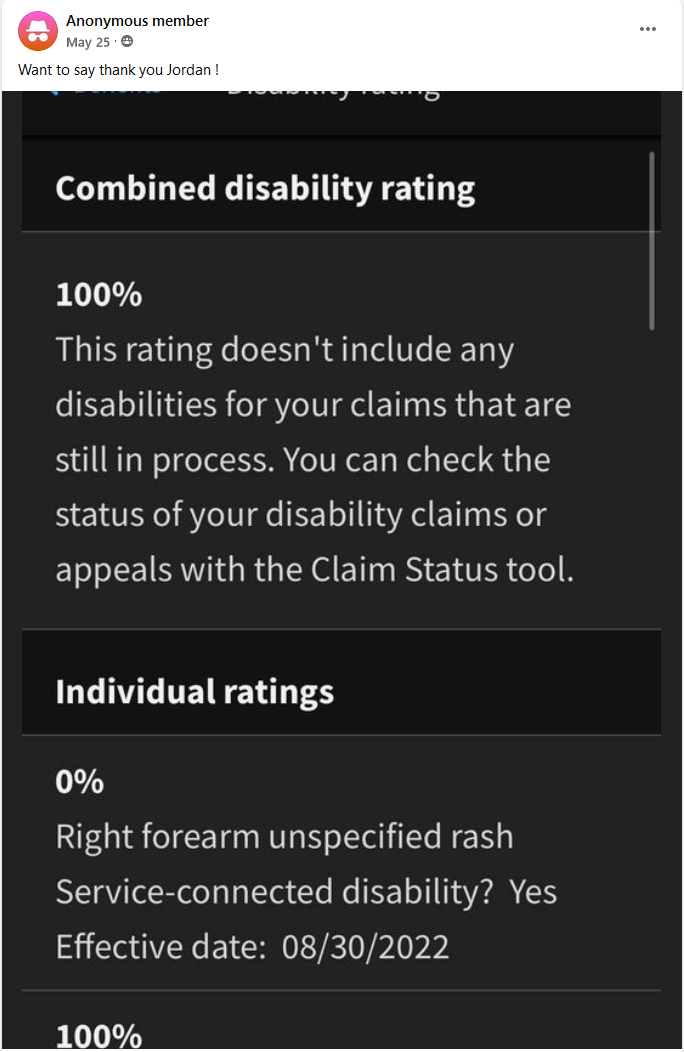 Anonymous member
May 25 ·
Want to say thank you Jordan !
Benefits Disability rating
Combined disability rating
100%
This rating doesn't include any
disabilities for your claims that are
still in process. You can check the
status of your disability claims or
appeals with the Claim Status tool.
Individual ratings
0%
Right forearm unspecified rash
Service-connected disability? Yes
Effective date: 08/30/2022
100%